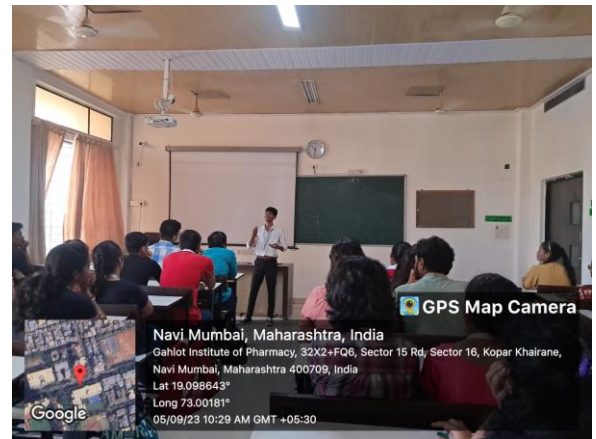 GPS Map Camera
Navi Mumbai, Maharashtra, India
Gahlot Institute of Pharmacy, 32X2+FQ6, Sector 15 Rd, Sector 16, Kopar Khairane,
Navi Mumbai, Maharashtra 400709, India
Lat 19.098643°
Long 73.00181°
05/09/23 10:29 AM GMT +05:30
Google